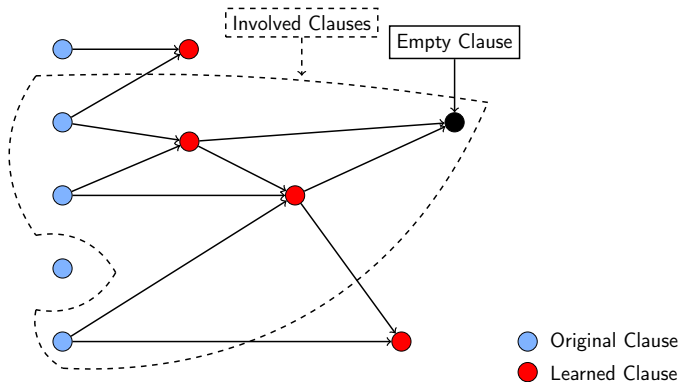 Involved Clauses
Empty Clause
Original Clause
Learned Clause